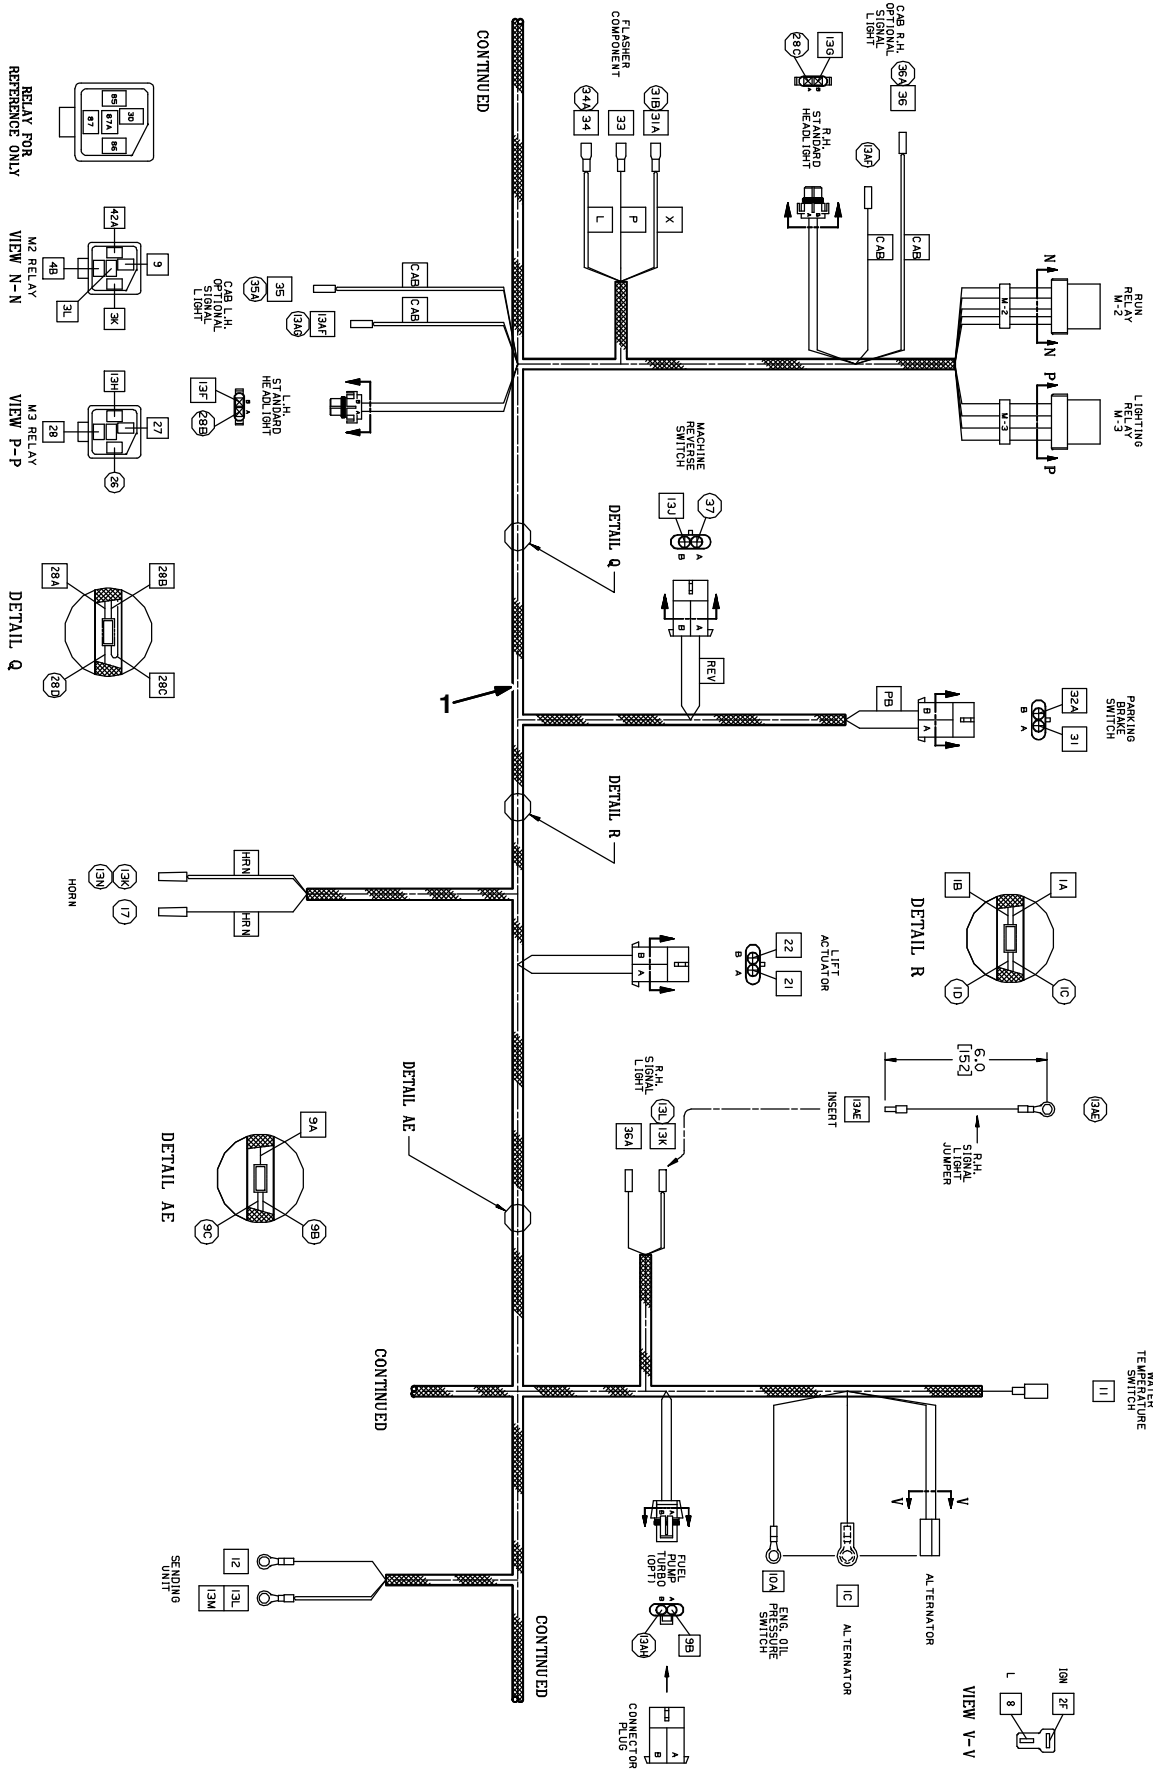 RUN
RELAY
M-2
LIGHTING
RELAY
M-3
N
N
P
P
M-2
M-3
CAB R.H.
OPTIONAL
SIGNAL
LIGHT
36A
36
13G
28C
B
A
R.H.
STANDARD
HEADLIGHT
B
A
13AF
CAB
CAB
FLASHER
COMPONENT
31B
31A
33
34A
34
X
P
L
CONTINUED
RELAY FOR
REFERENCE ONLY
85
30
87A
87
86
42A
9
4B
3L
3K
M2 RELAY
VIEW N-N
CAB L.H.
OPTIONAL
SIGNAL
LIGHT
35
35A
13AF
13AG
CAB
CAB
13H
27
28
26
M3 RELAY
VIEW P-P
13F
28B
B
A
L.H.
STANDARD
HEADLIGHT
B
A
MACHINE
REVERSE
SWITCH
37
13J
A
B
A
B
REV
DETAIL Q
28A
28B
28C
28D
DETAIL Q
1
PARKING
BRAKE
SWITCH
32A
31
B
A
B
A
PB
DETAIL R
1A
1B
1C
1D
DETAIL R
HORN
13K
13N
17
HRN
HRN
LIFT
ACTUATOR
22
21
B
A
B
A
6.0
[152]
13AE
13AE
INSERT
R.H.
SIGNAL
LIGHT
JUMPER
R.H.
SIGNAL
LIGHT
13L
13K
36A
DETAIL AE
9A
9B
9C
DETAIL AE
CONTINUED
WATER
TEMPERATURE
SWITCH
11
V
V
ALTERNATOR
1C
ALTERNATOR
10A
ENG. OIL
PRESSURE
SWITCH
A
B
FUEL
PUMP
TURBO
(OPT)
A
B
9B
13AH
CONNECTOR
PLUG
A
B
SENDING
UNIT
12
13L
13M
CONTINUED
IGN
2F
L
8
VIEW V-V